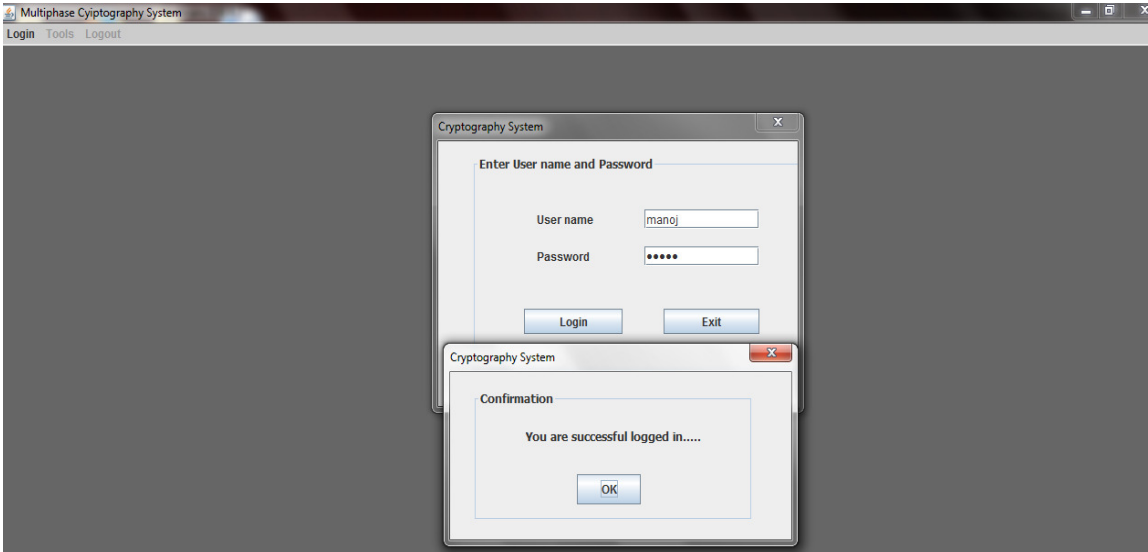 Multiphase Cyiptography System
Login Tools Logout
Cryptography System
Enter User name and Password
User name manoj
Password •••••
Login Exit
Cryptography System
Confirmation
You are successful logged in.....
OK